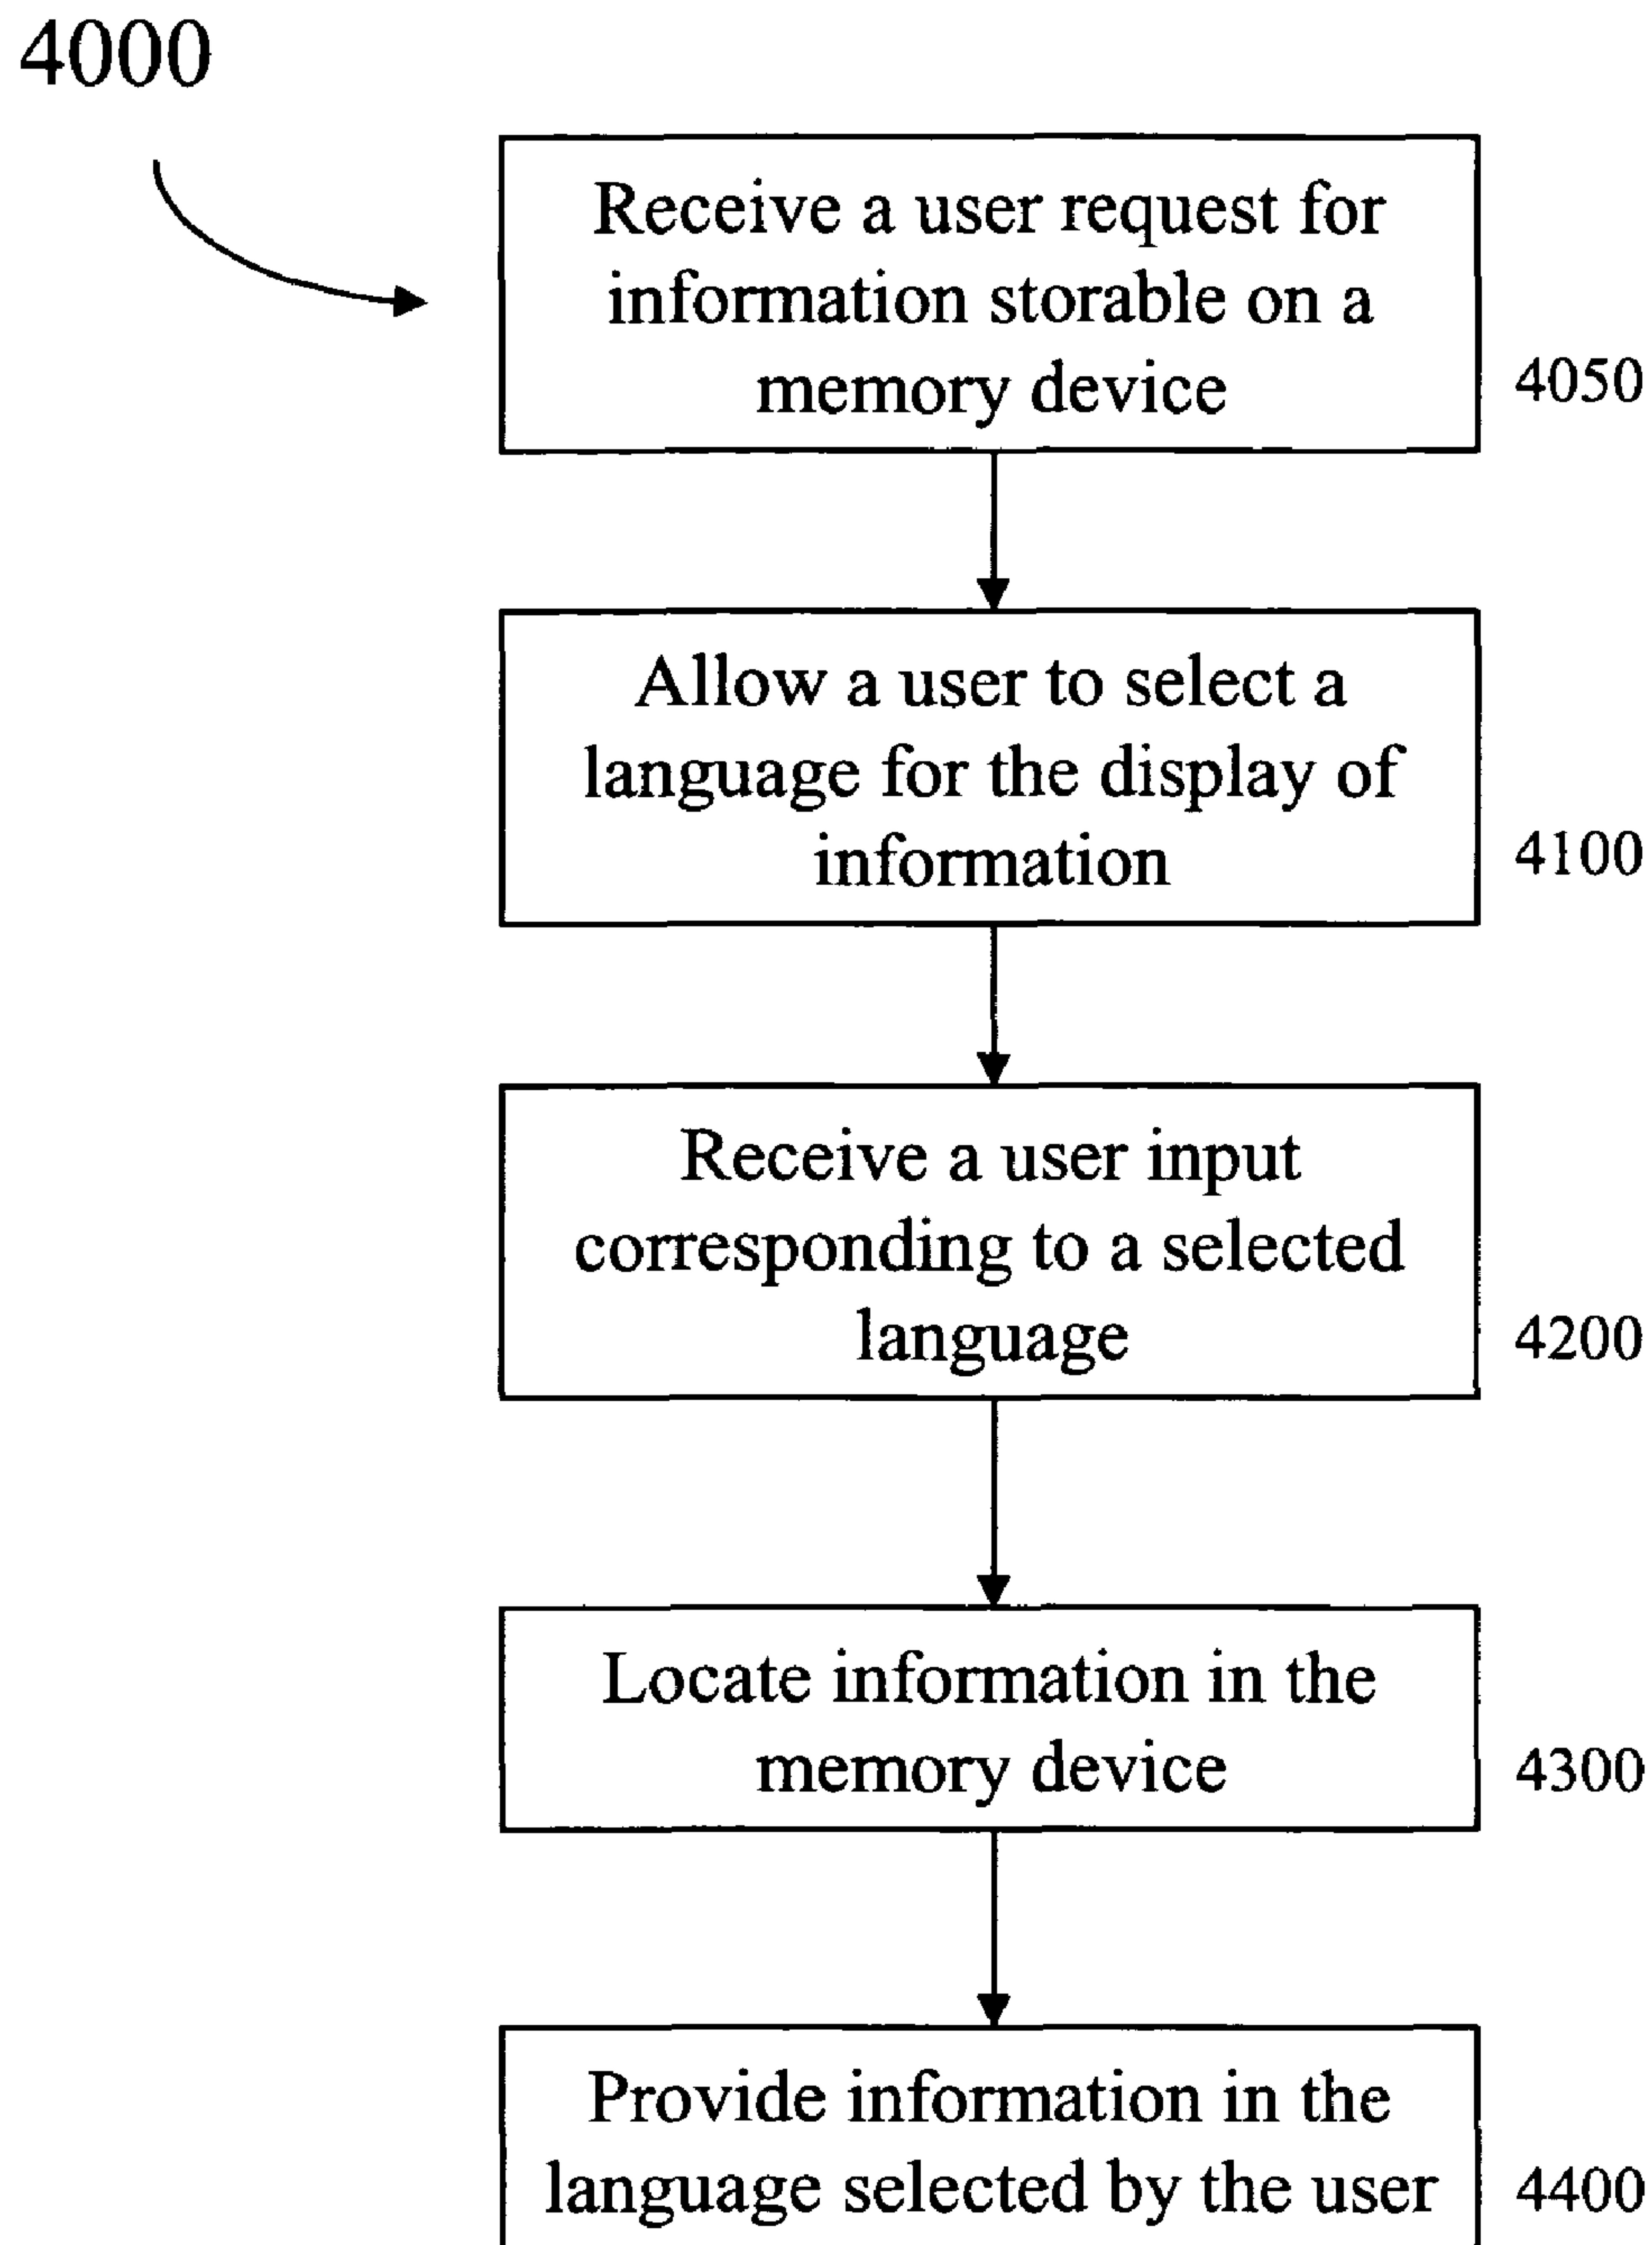 4000
Receive a user request for
information storable on a
memory device
4050
Allow a user to select a
language for the display of
information
4100
Receive a user input
corresponding to a selected
language
4200
Locate information in the
memory device
4300
Provide information in the
language selected by the user
4400